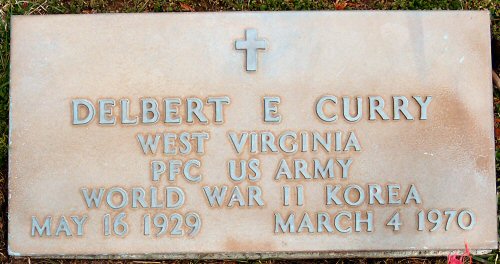 DELBERT E CURRY
WEST VIRGINIA
PFC US ARMY
WORLD WAR II KOREA
MAY 16 1929 MARCH 4 1970